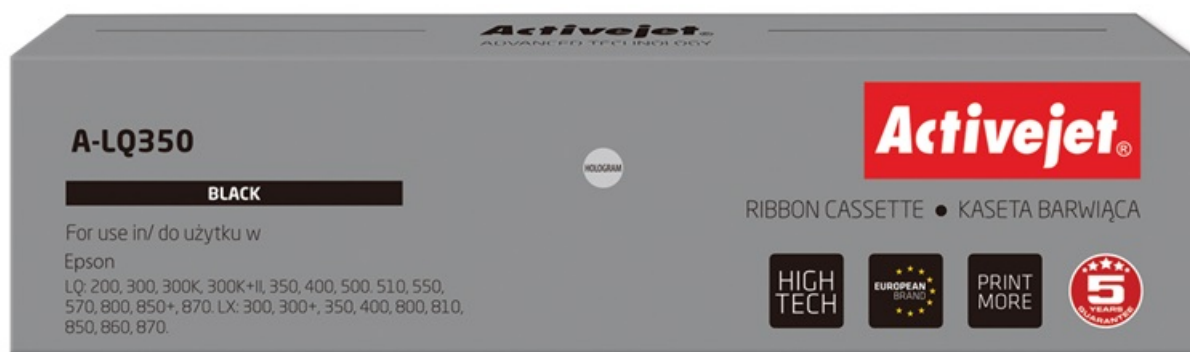 Activejet®
ADVANCED TECHNOLOGY
A-LQ350
BLACK
For use in/ do użytku w
Epson
LQ: 200, 300, 300K, 300K+II, 350, 400, 500. 510, 550,
570, 800, 850+, 870. LX: 300, 300+, 350, 400, 800, 810,
850, 860, 870.
HOLOGRAM
Activejet®
RIBBON CASSETTE ● KASETA BARWIĄCA
HIGH
TECH
EUROPEAN
BRAND
PRINT
MORE
5
YEARS
GUARANTEE